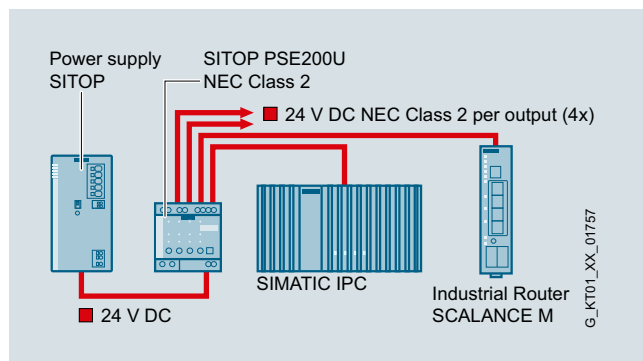 Power supply
SITOP
SITOP PSE200U
NEC Class 2
24 V DC NEC Class 2 per output (4x)
SIMATIC IPC
Industrial Router
SCALANCE M
24 V DC
G_KT01_XX_01757